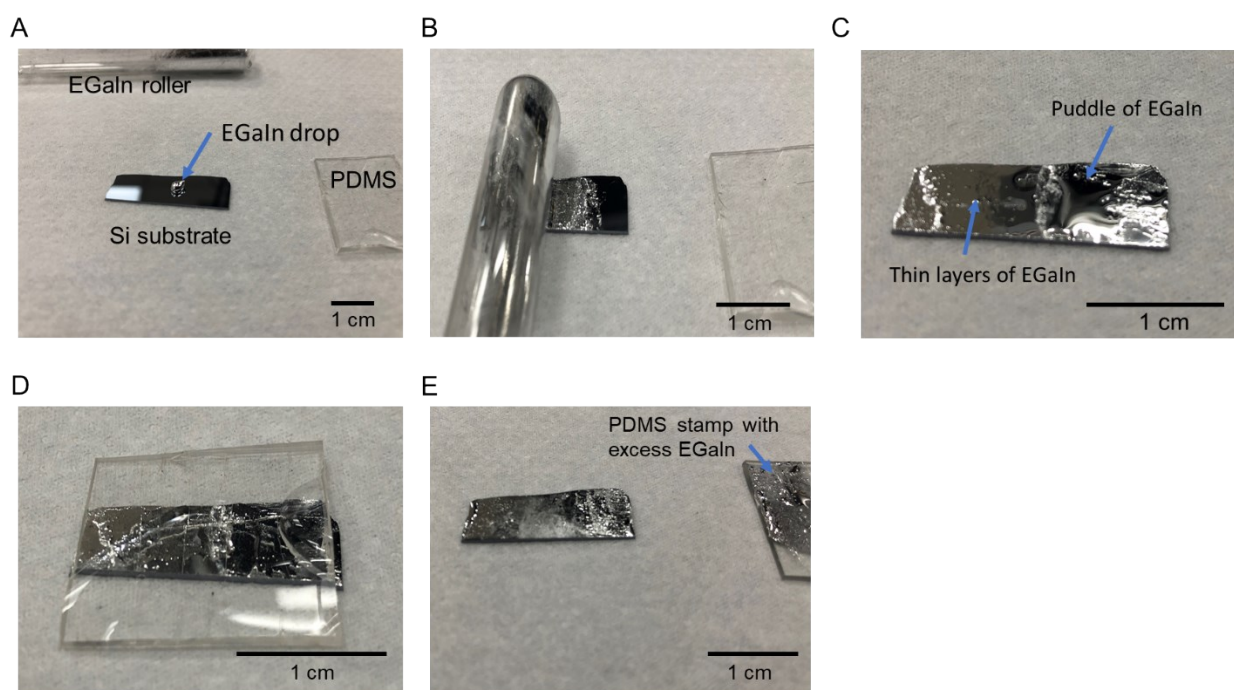 A
EGaIn roller
EGaIn drop
PDMS
Si substrate
1 cm
B
1 cm
C
Puddle of EGaIn
Thin layers of EGaIn
1 cm
D
1 cm
E
PDMS stamp with
excess EGaIn
1 cm